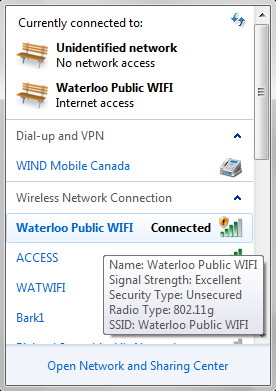 Currently connected to:
Unidentified network
No network access
Waterloo Public WIFI
Internet access
Dial-up and VPN
WIND Mobile Canada
Wireless Network Connection
Waterloo Public WIFI Connected
ACCESS
WATWIFI
Bark1
Name: Waterloo Public WIFI
Signal Strength: Excellent
Security Type: Unsecured
Radio Type: 802.11g
SSID: Waterloo Public WIFI
Open Network and Sharing Center